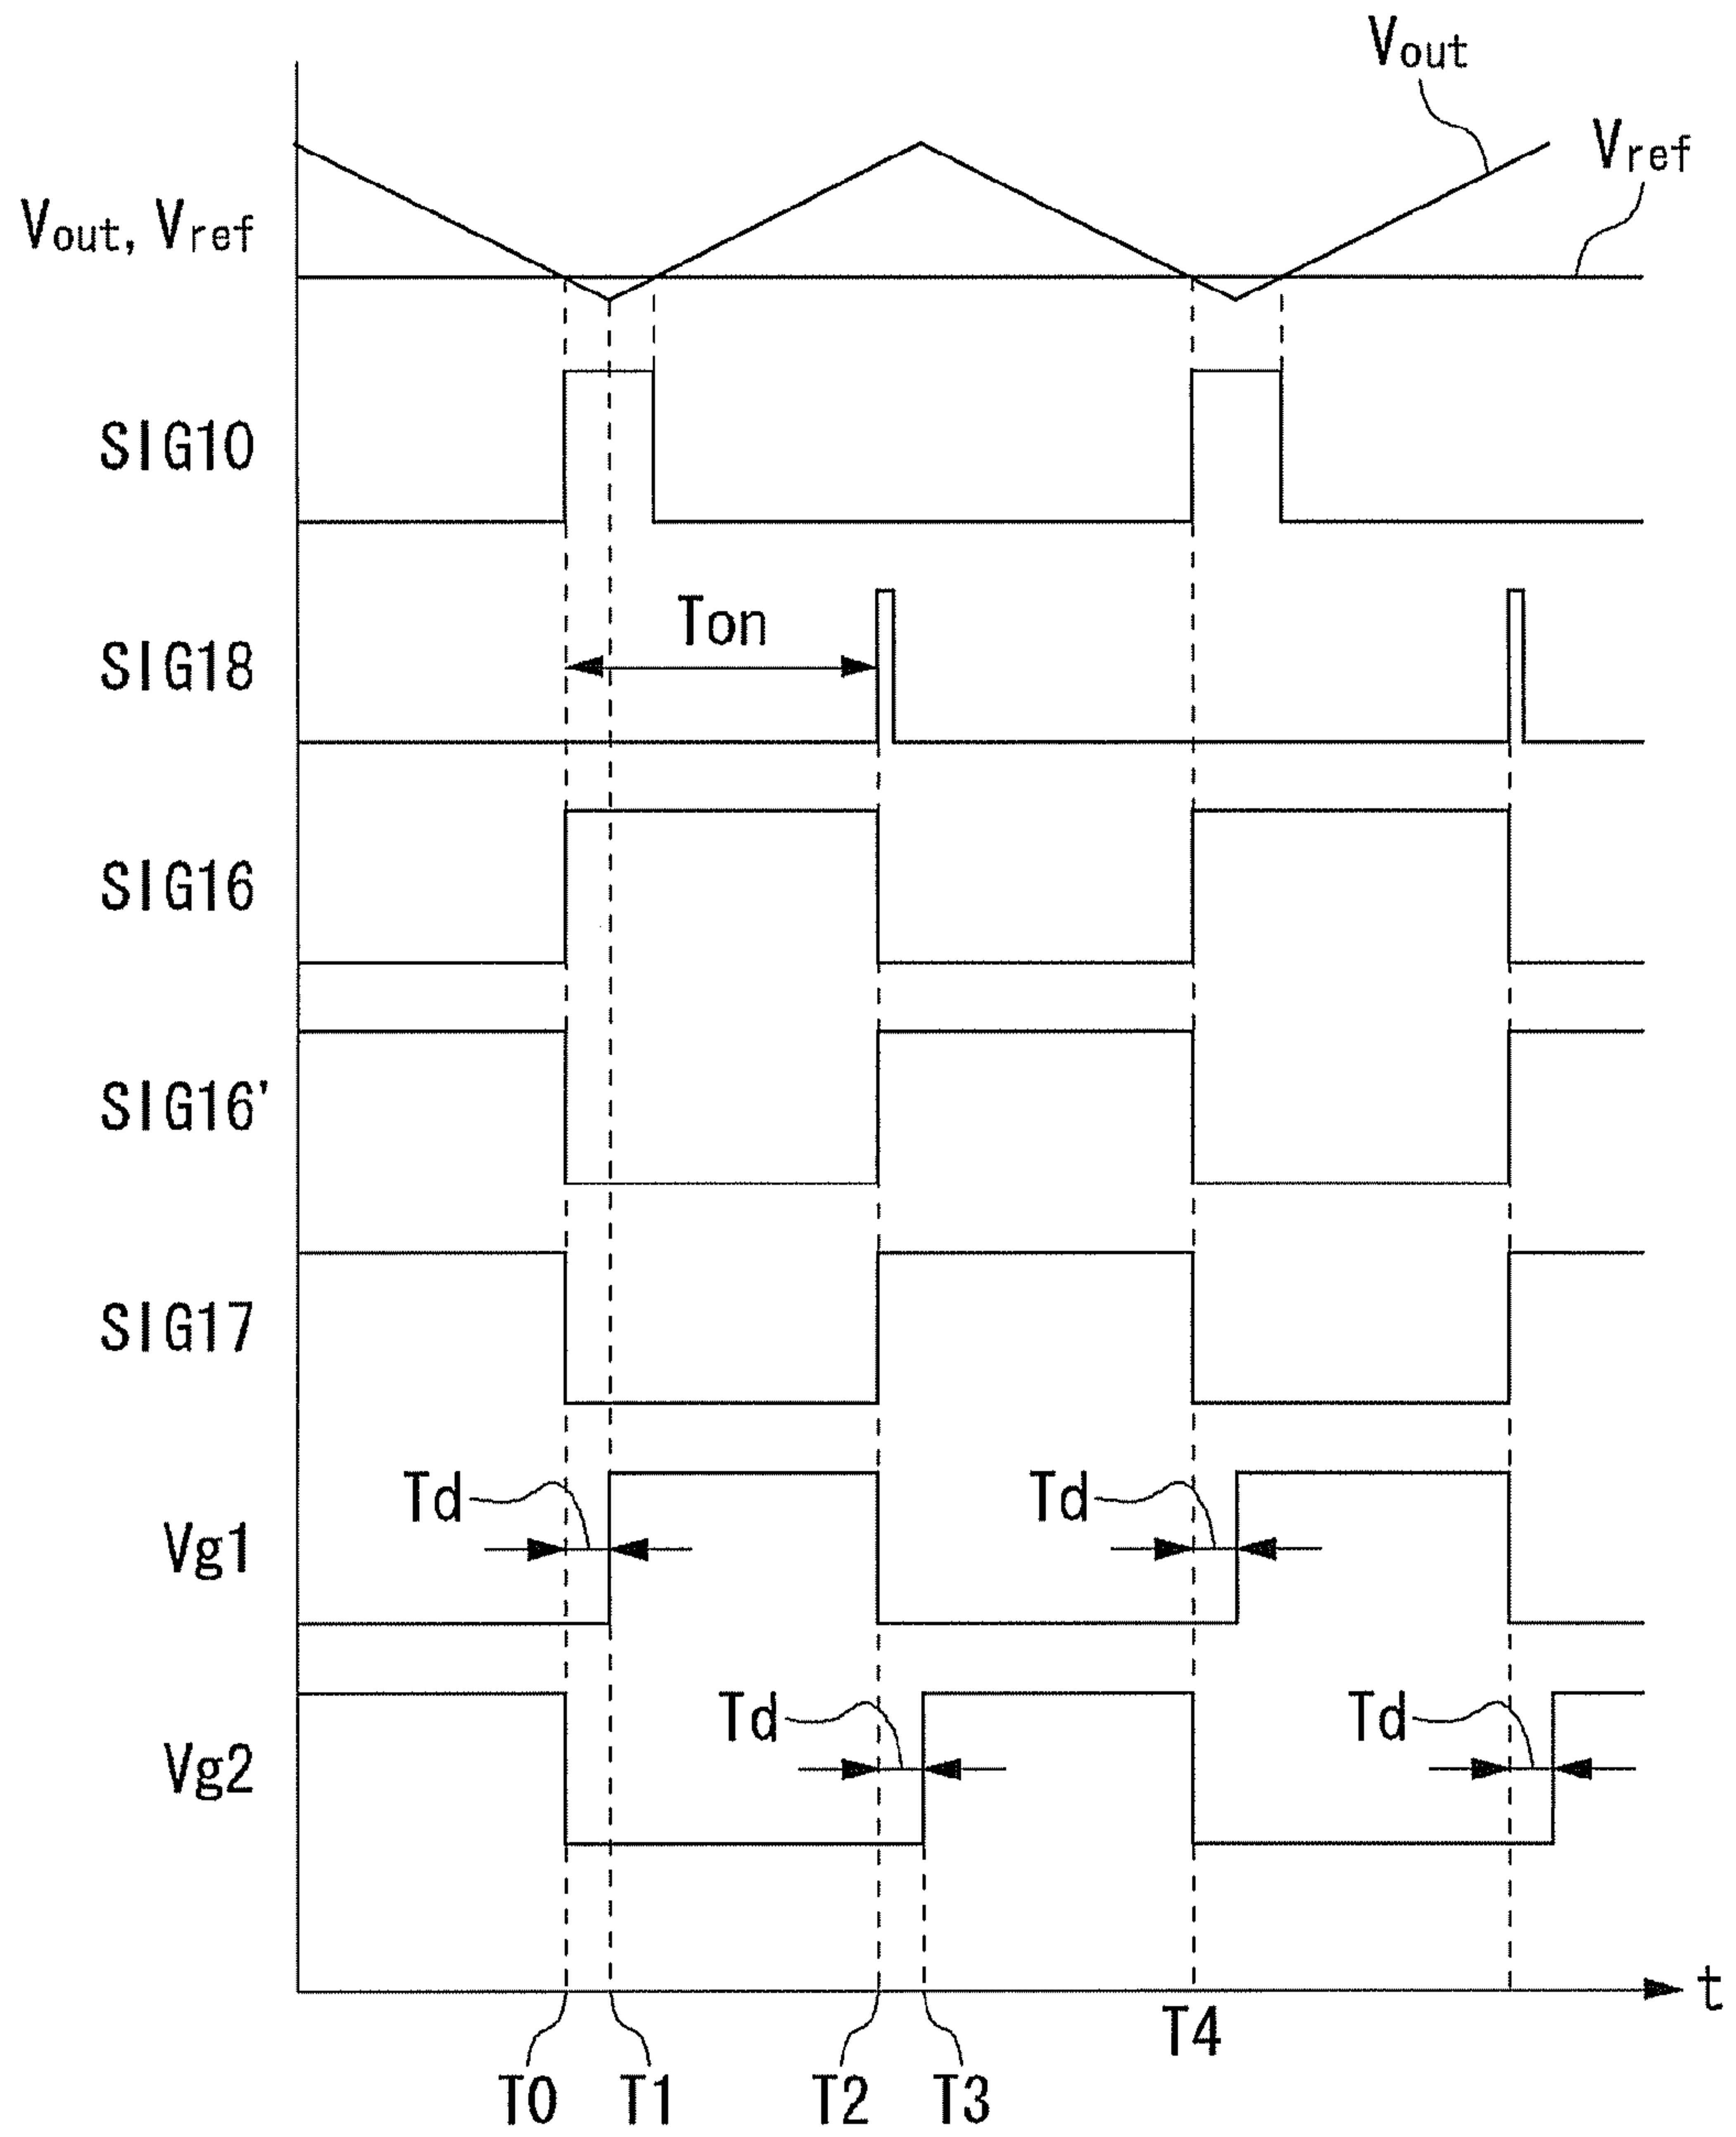 Vout
Vref
Vout, Vref
SIG10
Ton
SIG18
SIG16
SIG16'
SIG17
Td
Td
Vg1
Td
Td
Vg2
t
T4
T0
T1
T2
T3